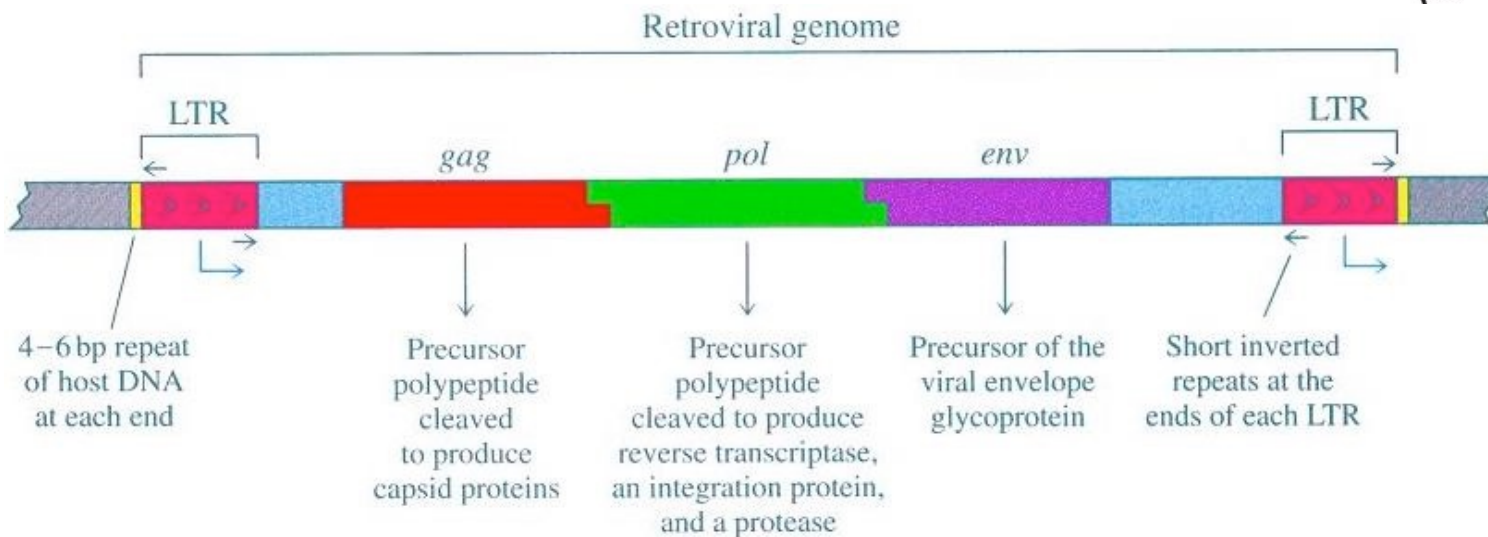 Retroviral genome
LTR
LTR
gag
pol
env
4–6 bp repeat
of host DNA
at each end
Precursor
polypeptide
cleaved
to produce
capsid proteins
Precursor
polypeptide
cleaved to produce
reverse transcriptase,
an integration protein,
and a protease
Precursor of the
viral envelope
glycoprotein
Short inverted
repeats at the
ends of each LTR